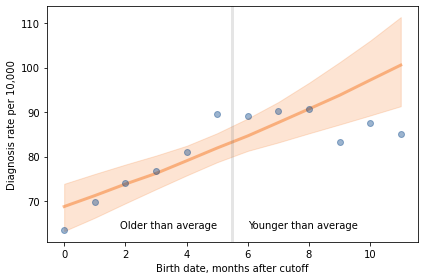 110
100
90
80
70
Diagnosis rate per 10,000
Older than average
Younger than average
0 2 4 6 8 10
Birth date, months after cutoff